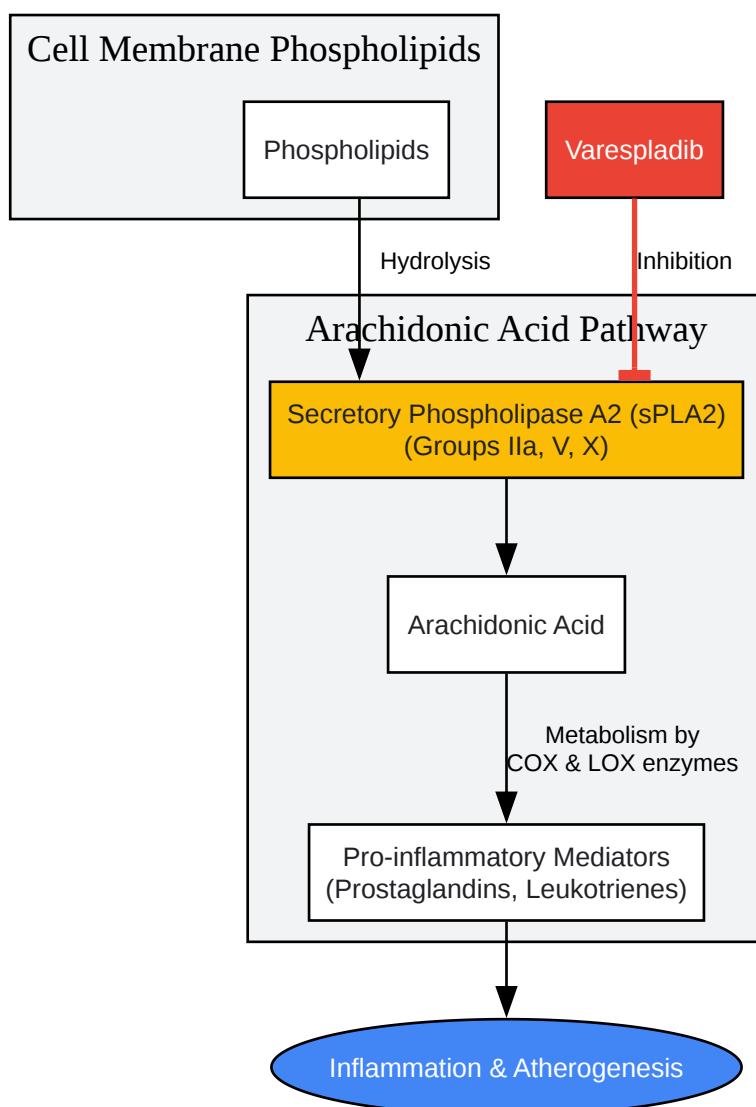 Cell Membrane Phospholipids
Phospholipids
Varespladib
Hydrolysis
Inhibition
Arachidonic Acid Pathway
Secretory Phospholipase A2 (sPLA2)
(Groups IIa, V, X)
Arachidonic Acid
Metabolism by
COX & LOX enzymes
Pro-inflammatory Mediators
(Prostaglandins, Leukotrienes)
Inflammation & Atherogenesis